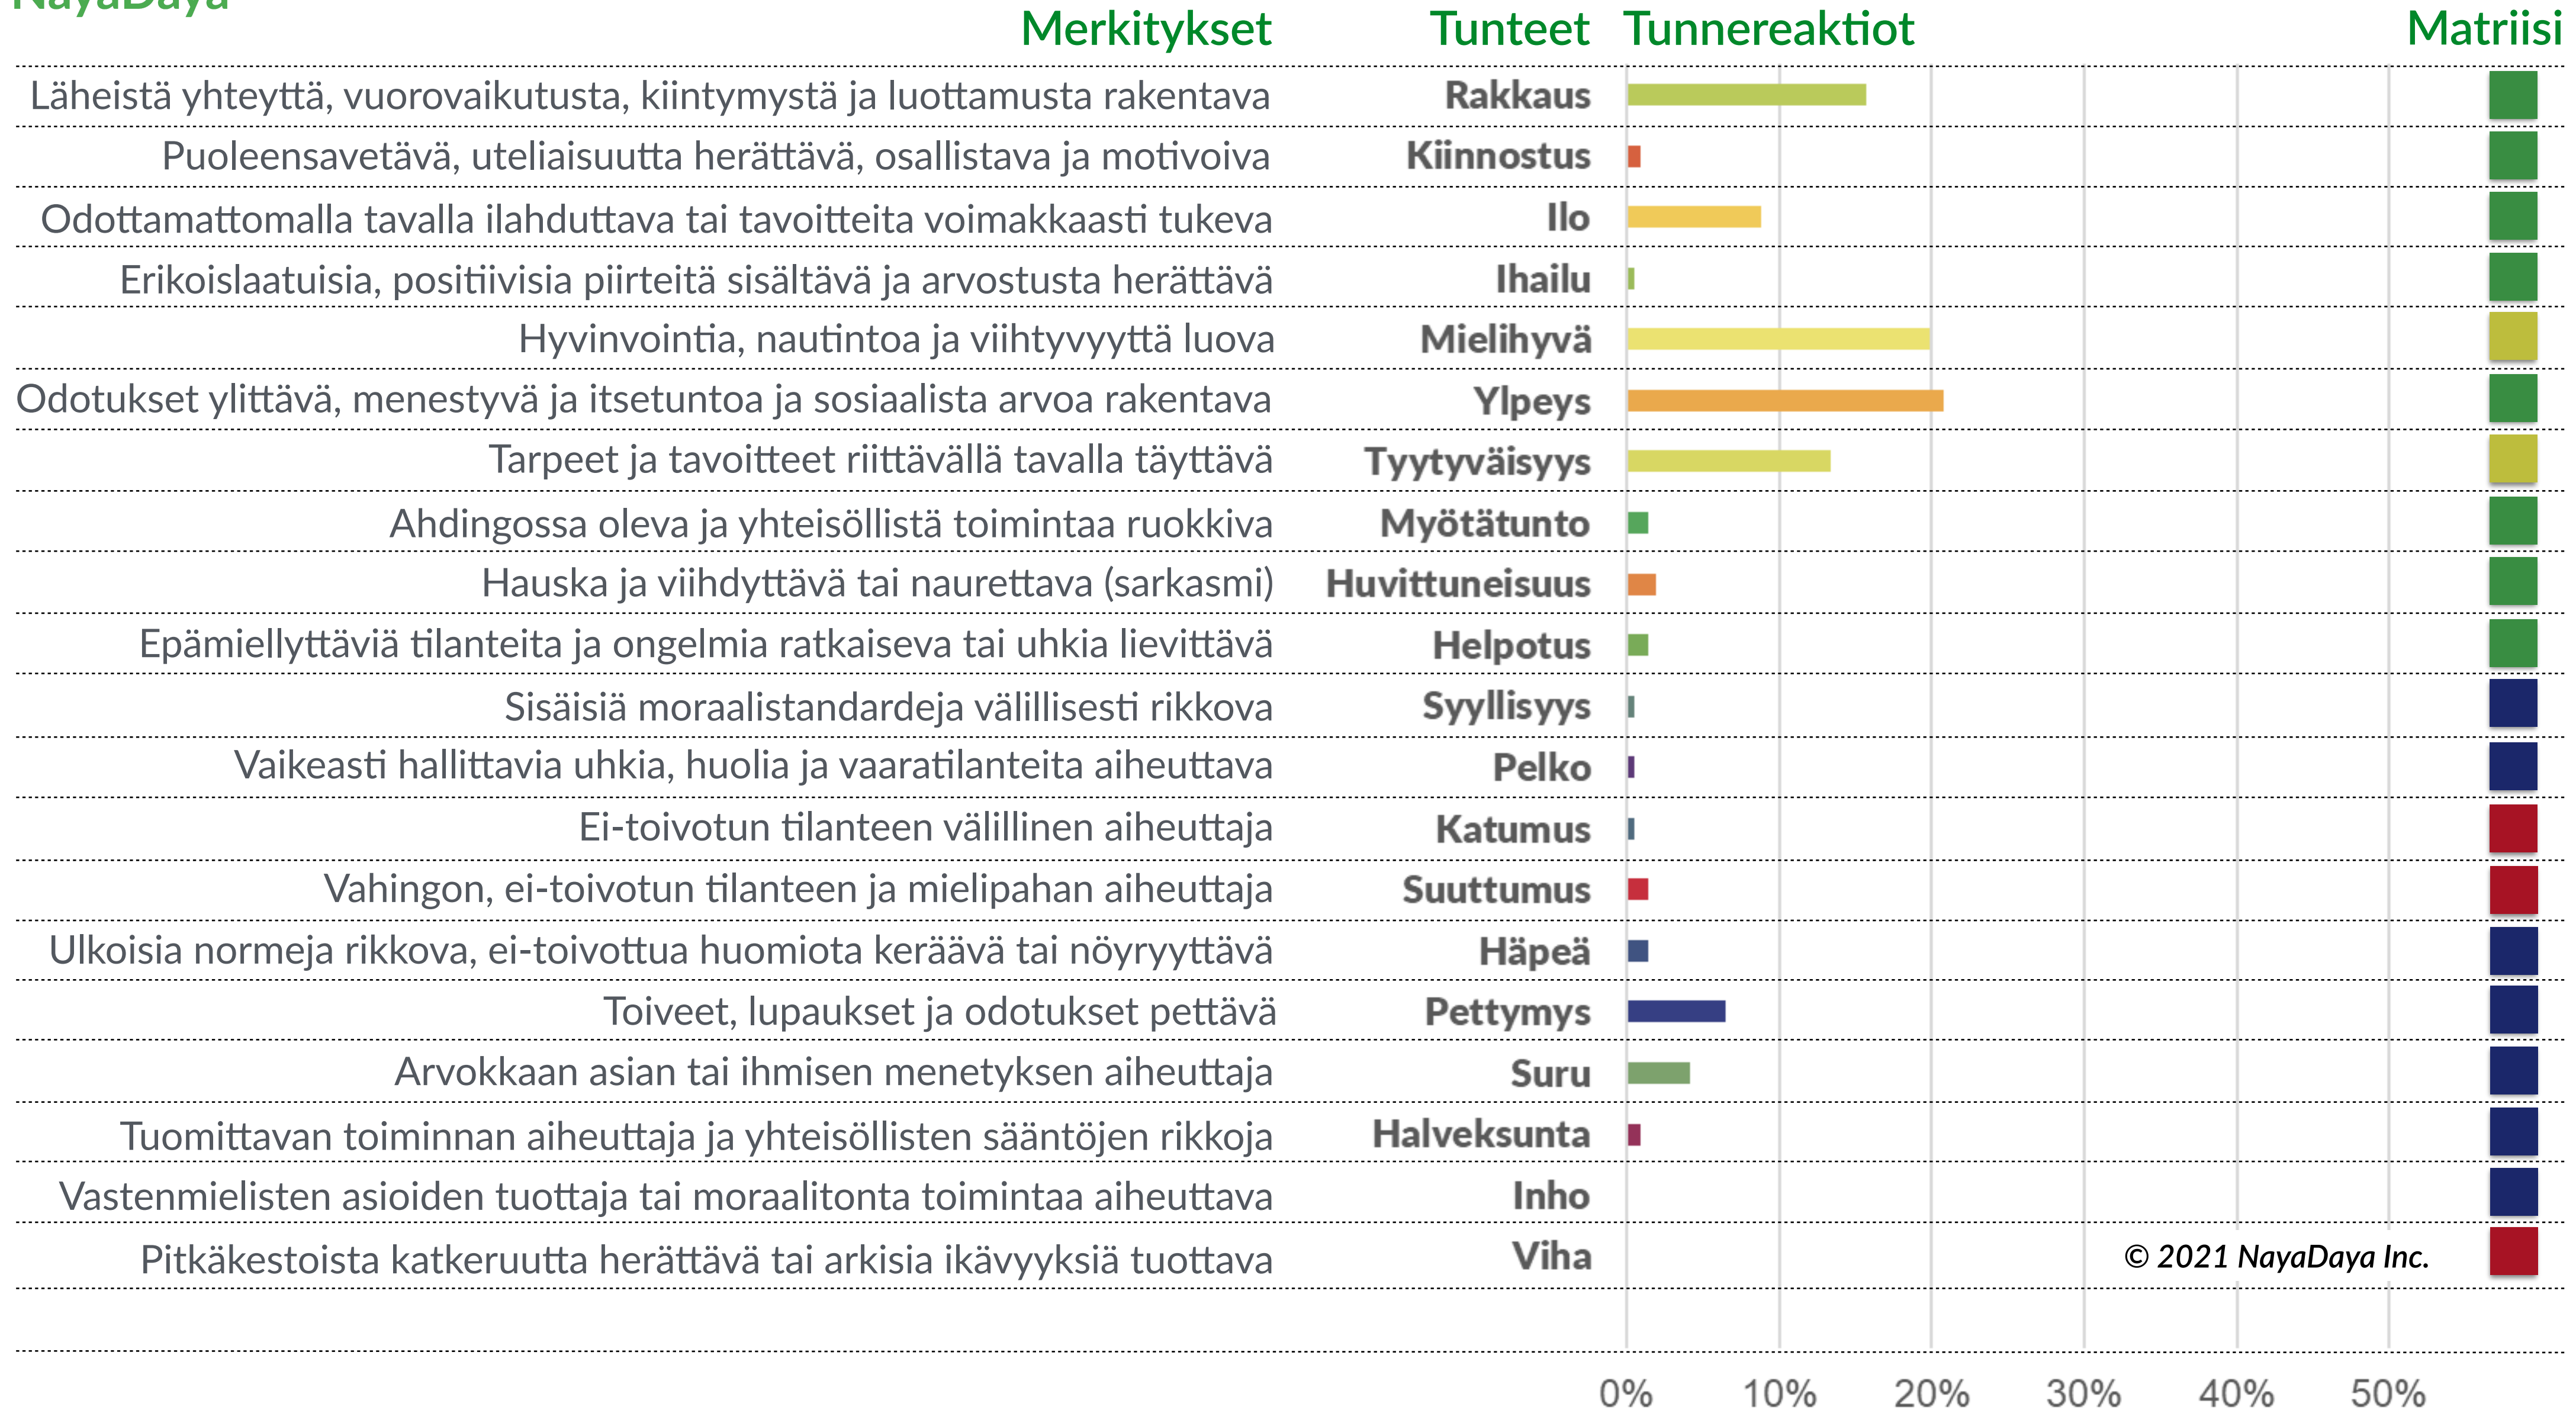 NayaDaya
Merkitykset Tunteet Tunnereaktiot Matriisi
Läheistä yhteyttä, vuorovaikutusta, kiintymystä ja luottamusta rakentava Rakkaus
Puoleensavetävä, uteliaisuutta herättävä, osallistava ja motivoiva Kiinnostus
Odottamattomalla tavalla ilahduttava tai tavoitteita voimakkaasti tukeva Ilo
Erikoislaatuisia, positiivisia piirteitä sisältävä ja arvostusta herättävä Ihailu
Hyvinvointia, nautintoa ja viihtyvyyttä luova Mielihyvä
Odotukset ylittävä, menestyvä ja itsetuntoa ja sosiaalista arvoa rakentava Ylpeys
Tarpeet ja tavoitteet riittävällä tavalla täyttävä Tyytyväisyys
Ahdingossa oleva ja yhteisöllistä toimintaa ruokkiva Myötätunto
Hauska ja viihdyttävä tai naurettava (sarkasmi) Huvittuneisuus
Epämiellyttäviä tilanteita ja ongelmia ratkaiseva tai uhkia lievittävä Helpotus
Sisäisiä moraalistandardeja välillisesti rikkova Syyllisyys
Vaikeasti hallittavia uhkia, huolia ja vaaratilanteita aiheuttava Pelko
Ei-toivotun tilanteen välillinen aiheuttaja Katumus
Vahingon, ei-toivotun tilanteen ja mielipahan aiheuttaja Suuttumus
Ulkoisia normeja rikkova, ei-toivottua huomiota keräävä tai nöyryyttävä Häpeä
Toiveet, lupaukset ja odotukset pettävä Pettymys
Arvokkaan asian tai ihmisen menetyksen aiheuttaja Suru
Tuomittavan toiminnan aiheuttaja ja yhteisöllisten sääntöjen rikkoja Halveksunta
Vastenmielisten asioiden tuottaja tai moraalitonta toimintaa aiheuttava Inho
Pitkäkestoista katkeruutta herättävä tai arkisia ikävyyksiä tuottava Viha © 2021 NayaDaya Inc.
0% 10% 20% 30% 40% 50%